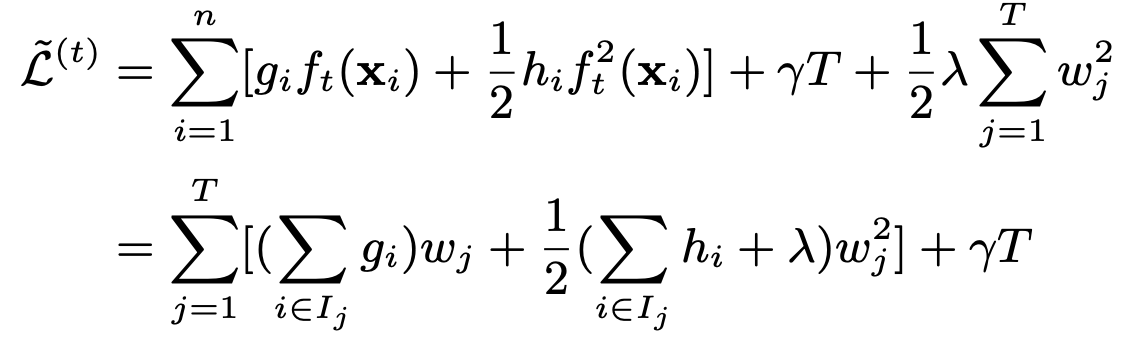 $\tilde{\mathcal{L}}^{(t)} = \sum_{i=1}^{n} [g_i f_t(\mathbf{x}_i) + \frac{1}{2} h_i f_t^2(\mathbf{x}_i)] + \gamma T + \frac{1}{2} \lambda \sum_{j=1}^{T} w_j^2$
$= \sum_{j=1}^{T} [(\sum_{i \in I_j} g_i) w_j + \frac{1}{2} (\sum_{i \in I_j} h_i + \lambda) w_j^2] + \gamma T$